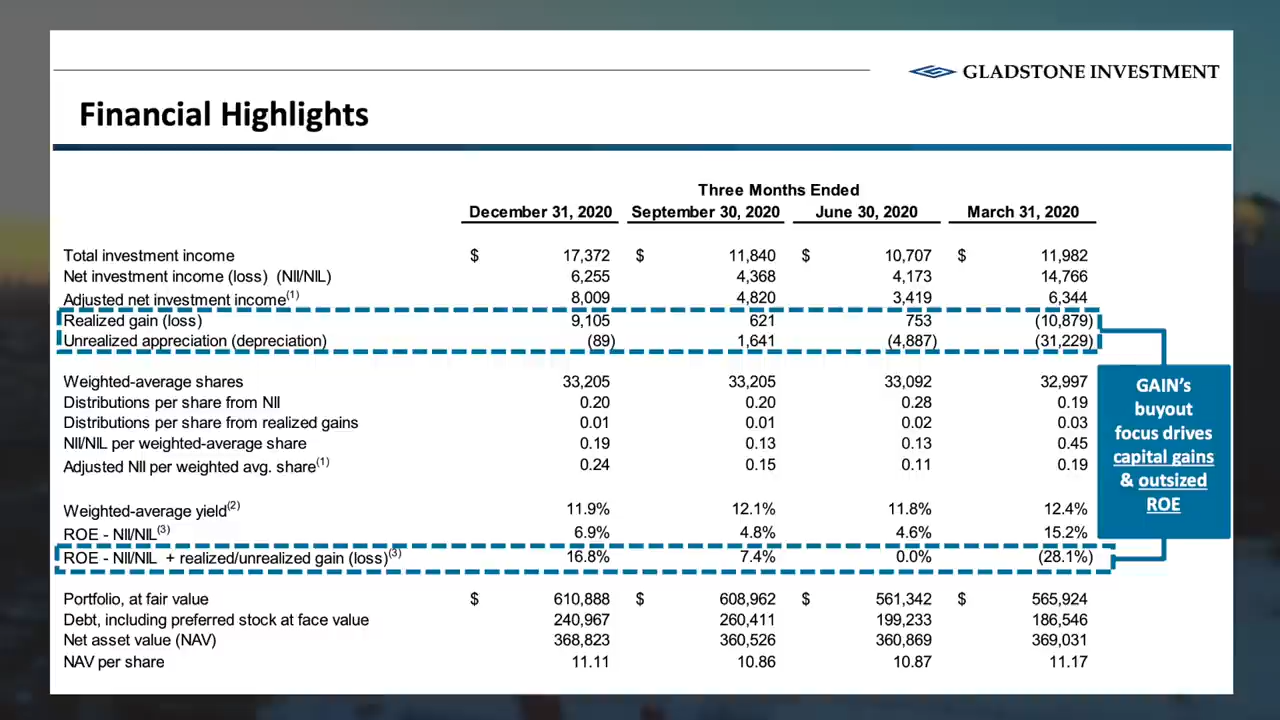 GLADSTONE INVESTMENT
Financial Highlights
Three Months Ended
December 31, 2020 September 30, 2020 June 30, 2020 March 31, 2020
Total investment income $ 17,372 $ 11,840 $ 10,707 $ 11,982
Net investment income (loss) (NII/NIL) 6,255 4,368 4,173 14,766
Adjusted net investment income(1) 8,009 4,820 3,419 6,344
Realized gain (loss) 9,105 621 753 (10,879)
Unrealized appreciation (depreciation) (89) 1,641 (4,887) (31,229)
Weighted-average shares 33,205 33,205 33,092 32,997
Distributions per share from NII 0.20 0.20 0.28 0.19
Distributions per share from realized gains 0.01 0.01 0.02 0.03
NII/NIL per weighted-average share 0.19 0.13 0.13 0.45
Adjusted NII per weighted avg. share(1) 0.24 0.15 0.11 0.19
Weighted-average yield(2) 11.9% 12.1% 11.8% 12.4%
ROE - NII/NIL(3) 6.9% 4.8% 4.6% 15.2%
ROE - NII/NIL + realized/unrealized gain (loss)(3) 16.8% 7.4% 0.0% (28.1%)
Portfolio, at fair value $ 610,888 $ 608,962 $ 561,342 $ 565,924
Debt, including preferred stock at face value 240,967 260,411 199,233 186,546
Net asset value (NAV) 368,823 360,526 360,869 369,031
NAV per share 11.11 10.86 10.87 11.17
GAIN's
buyout
focus drives
capital gains
& outsized
ROE